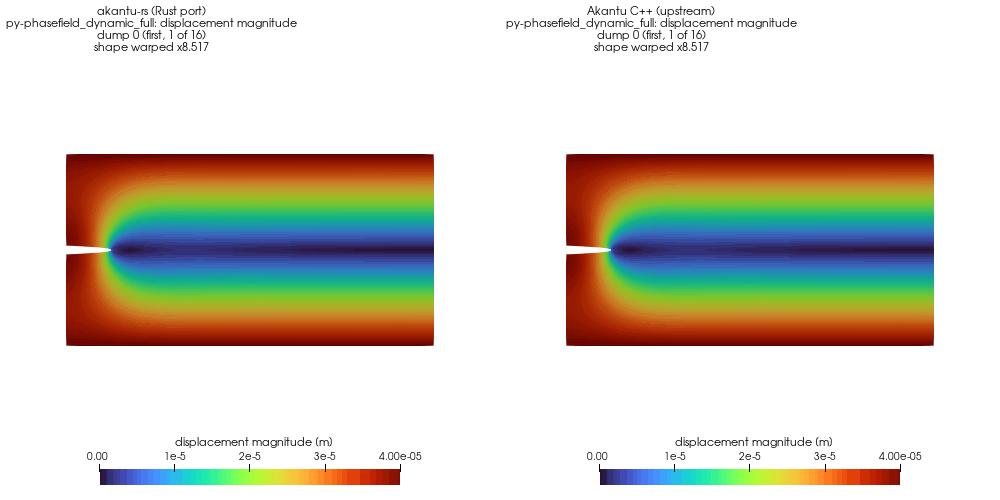 akantu-rs (Rust port)
py-phasefield_dynamic_full: displacement magnitude
dump 0 (first, 1 of 16)
shape warped x8.517
Akantu C++ (upstream)
py-phasefield_dynamic_full: displacement magnitude
dump 0 (first, 1 of 16)
shape warped x8.517
displacement magnitude (m)
0.00 1e-5 2e-5 3e-5 4.00e-05
displacement magnitude (m)
0.00 1e-5 2e-5 3e-5 4.00e-05